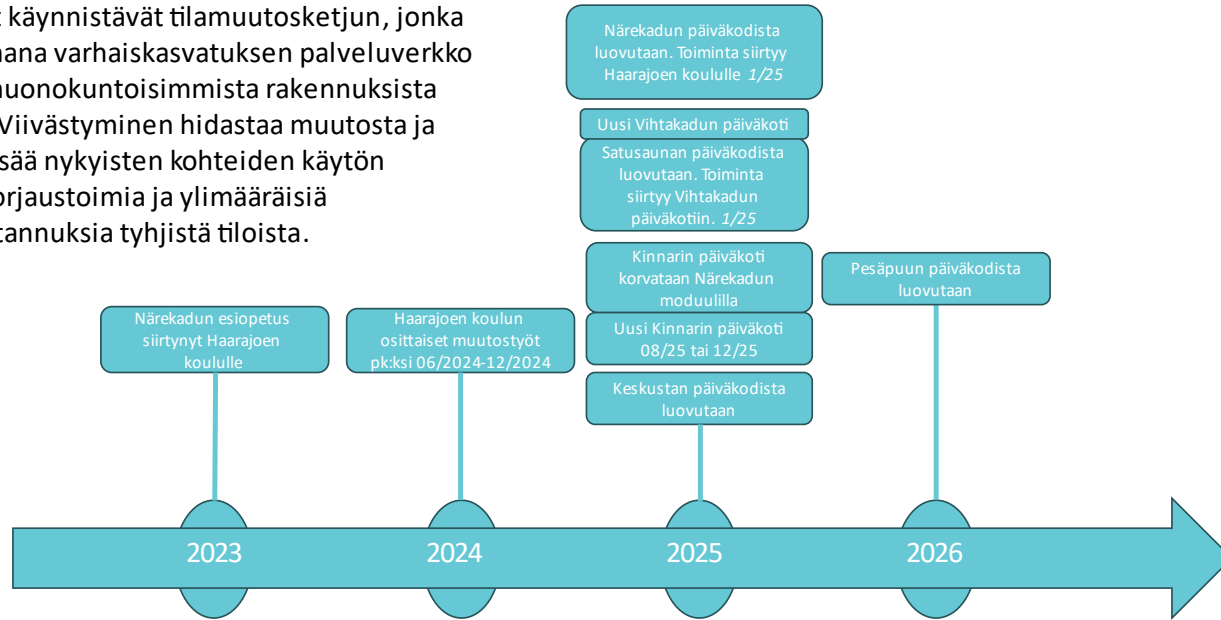 t käynnistävät tilamuutosketjun, jonka
ana varhaiskasvatuksen palveluverkko
uonokuntoisimmista rakennuksista
Viivästyminen hidastaa muutosta ja
sää nykyisten kohteiden käytön
orjaustoimia ja ylimääräisiä
tannuksia tyhjistä tiloista.
Närekadun päiväkodista
luovutaan. Toiminta siirtyy
Haarajoen koululle 1/25
Uusi Vihtakadun päiväkoti
Satusaunan päiväkodista
luovutaan. Toiminta
siirtyy Vihtakadun
päiväkotiin. 1/25
Kinnarin päiväkoti
korvataan Närekadun
moduulilla
Uusi Kinnarin päiväkoti
08/25 tai 12/25
Keskustan päiväkodista
luovutaan
Pesäpuun päiväkodista
luovutaan
Närekadun esiopetus
siirtynyt Haarajoen
koululle
Haarajoen koulun
osittaiset muutostyöt
pk:ksi 06/2024-12/2024
2023
2024
2025
2026